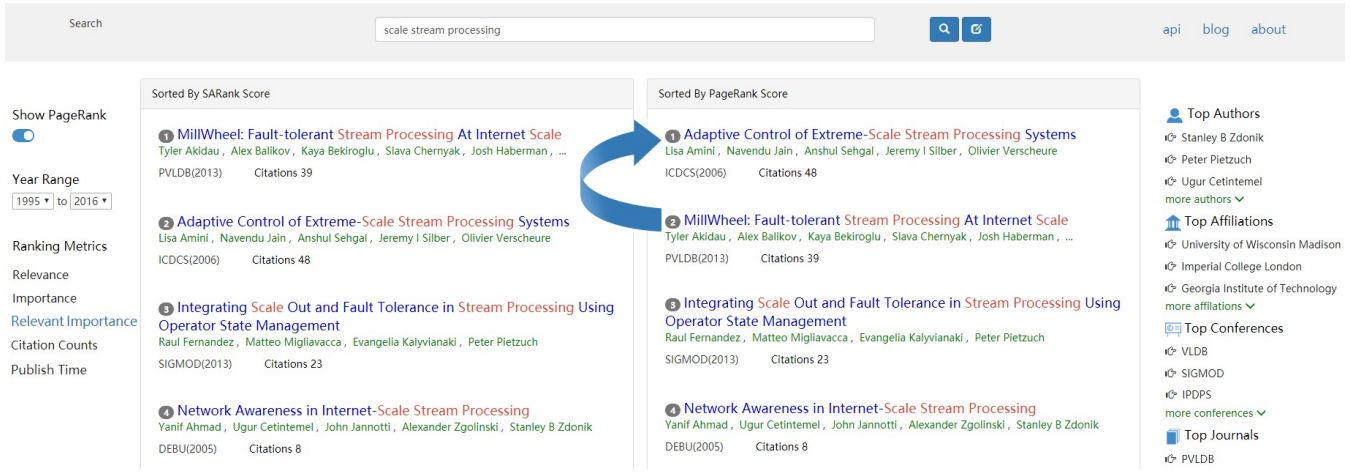 Search
scale stream processing
api blog about
Show PageRank
Year Range
1995 to 2016
Ranking Metrics
Relevance
Importance
Relevant Importance
Citation Counts
Publish Time
Sorted By SARank Score
1 MillWheel: Fault-tolerant Stream Processing At Internet Scale
Tyler Akidau , Alex Balikov , Kaya Bekiroglu , Slava Chernyak , Josh Haberman , ...
PVLDB(2013) Citations 39
2 Adaptive Control of Extreme-Scale Stream Processing Systems
Lisa Amini , Navendu Jain , Anshul Sehgal , Jeremy I Silber , Olivier Verscheure
ICDCS(2006) Citations 48
3 Integrating Scale Out and Fault Tolerance in Stream Processing Using
Operator State Management
Raul Fernandez , Matteo Migliavacca , Evangelia Kalyvianaki , Peter Pietzuch
SIGMOD(2013) Citations 23
4 Network Awareness in Internet-Scale Stream Processing
Yanif Ahmad , Ugur Cetintemel , John Jannotti , Alexander Zgolinski , Stanley B Zdonik
DEBU(2005) Citations 8
Sorted By PageRank Score
1 Adaptive Control of Extreme-Scale Stream Processing Systems
Lisa Amini , Navendu Jain , Anshul Sehgal , Jeremy I Silber , Olivier Verscheure
ICDCS(2006) Citations 48
2 MillWheel: Fault-tolerant Stream Processing At Internet Scale
Tyler Akidau , Alex Balikov , Kaya Bekiroglu , Slava Chernyak , Josh Haberman , ...
PVLDB(2013) Citations 39
3 Integrating Scale Out and Fault Tolerance in Stream Processing Using
Operator State Management
Raul Fernandez , Matteo Migliavacca , Evangelia Kalyvianaki , Peter Pietzuch
SIGMOD(2013) Citations 23
4 Network Awareness in Internet-Scale Stream Processing
Yanif Ahmad , Ugur Cetintemel , John Jannotti , Alexander Zgolinski , Stanley B Zdonik
DEBU(2005) Citations 8
Top Authors
Stanley B Zdonik
Peter Pietzuch
Ugur Cetintemel
more authors
Top Affiliations
University of Wisconsin Madison
Imperial College London
Georgia Institute of Technology
more affilations
Top Conferences
VLDB
SIGMOD
IPDPS
more conferences
Top Journals
PVLDB